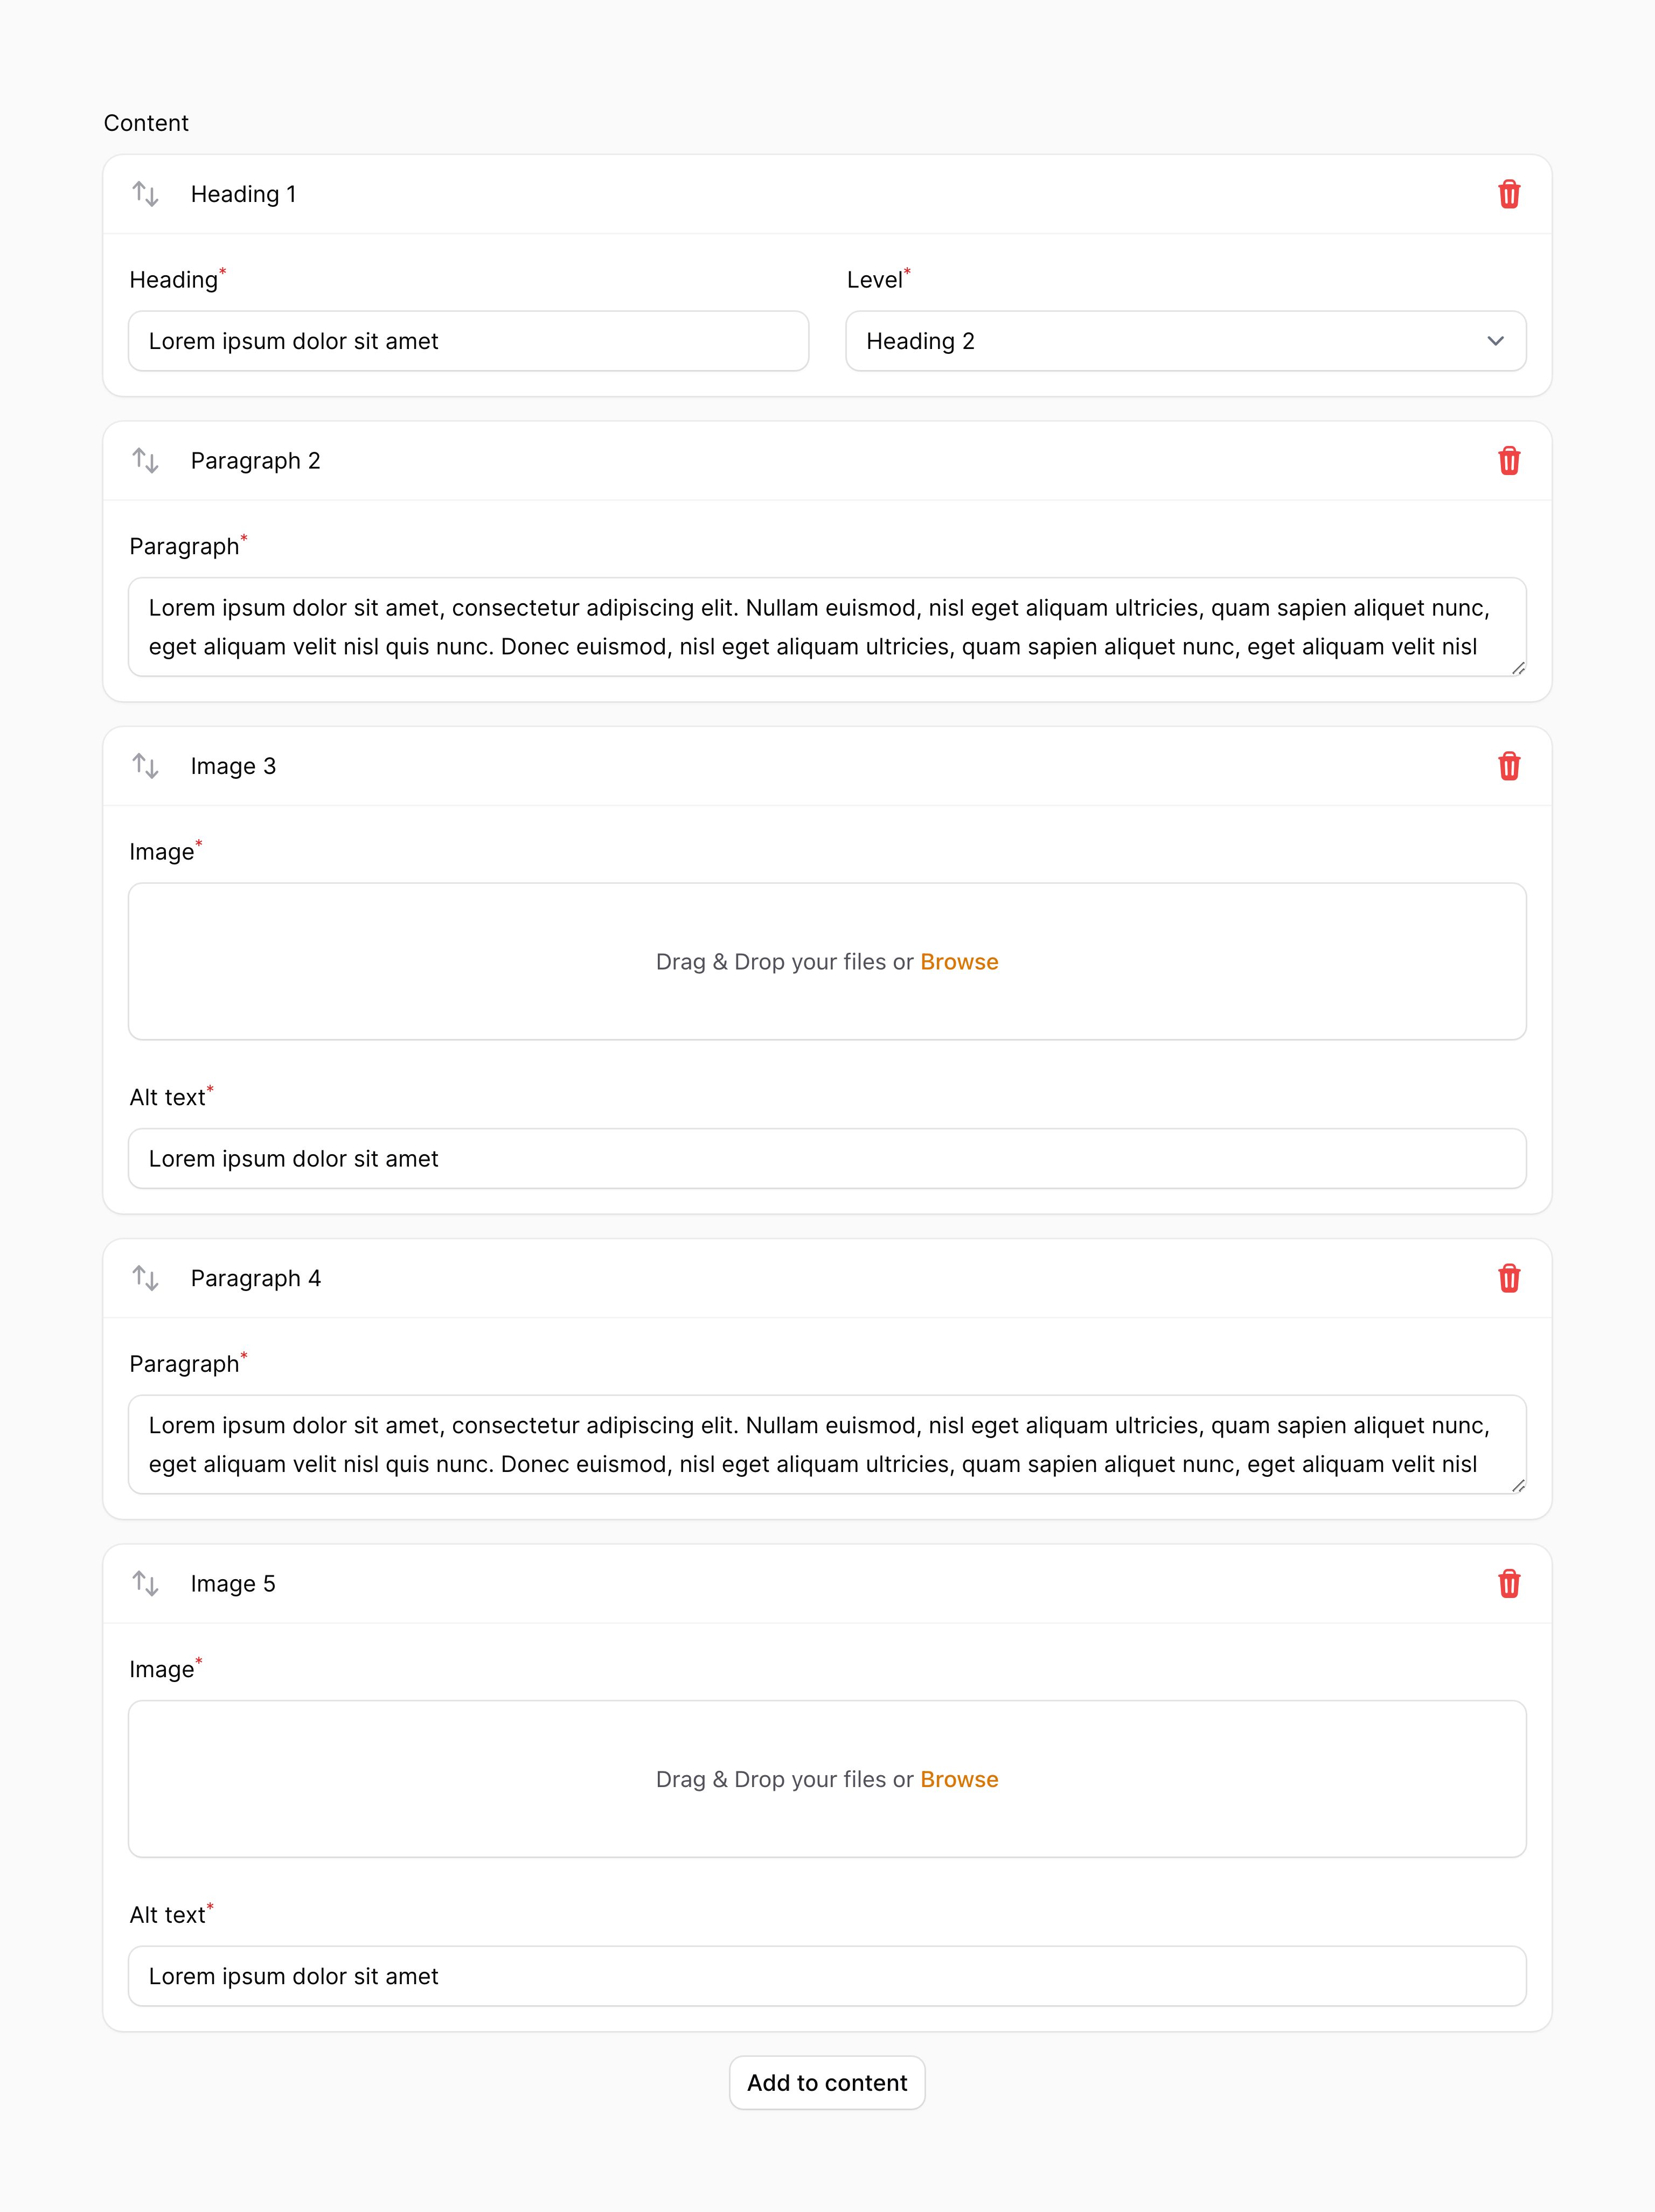 Content
Heading 1
Heading*
Level*
Lorem ipsum dolor sit amet
Heading 2
Paragraph 2
Paragraph*
Lorem ipsum dolor sit amet, consectetur adipiscing elit. Nullam euismod, nisl eget aliquam ultricies, quam sapien aliquet nunc,
eget aliquam velit nisl quis nunc. Donec euismod, nisl eget aliquam ultricies, quam sapien aliquet nunc, eget aliquam velit nisl
Image 3
Image*
Drag & Drop your files or Browse
Alt text*
Lorem ipsum dolor sit amet
Paragraph 4
Paragraph*
Lorem ipsum dolor sit amet, consectetur adipiscing elit. Nullam euismod, nisl eget aliquam ultricies, quam sapien aliquet nunc,
eget aliquam velit nisl quis nunc. Donec euismod, nisl eget aliquam ultricies, quam sapien aliquet nunc, eget aliquam velit nisl
Image 5
Image*
Drag & Drop your files or Browse
Alt text*
Lorem ipsum dolor sit amet
Add to content